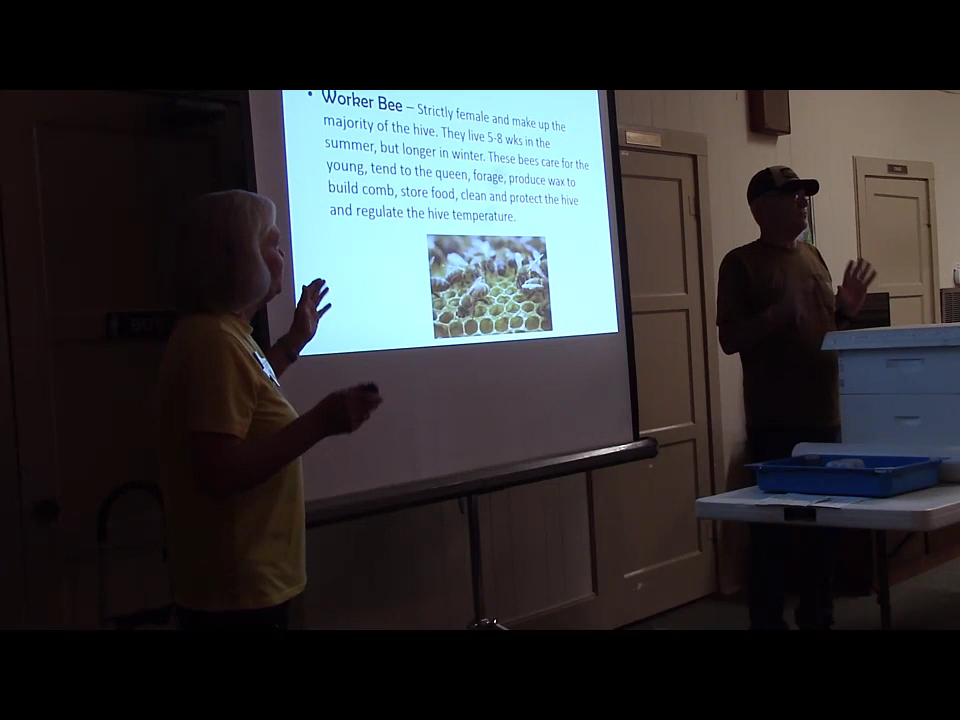 • Worker Bee – Strictly female and make up the
majority of the hive. They live 5-8 wks in the
summer, but longer in winter. These bees care for the
young, tend to the queen, forage, produce wax to
build comb, store food, clean and protect the hive
and regulate the hive temperature.